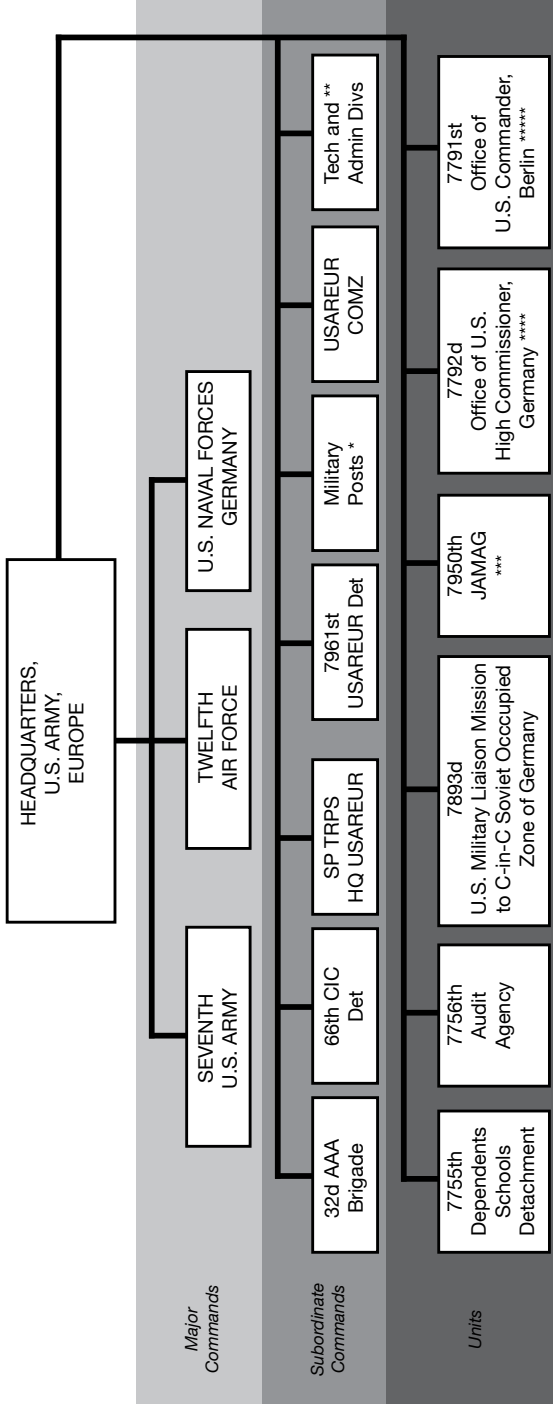 HEADQUARTERS,
U.S. ARMY,
EUROPE
Major
Commands
SEVENTH
U.S. ARMY
TWELFTH
AIR FORCE
U.S. NAVAL FORCES
GERMANY
Subordinate
Commands
32d AAA
Brigade
66th CIC
Det
SP TRPS
HQ USAREUR
7961st
USAREUR Det
Military
Posts *
USAREUR
COMZ
Tech and **
Admin Divs
Units
7755th
Dependents
Schools
Detachment
7756th
Audit
Agency
7893d
U.S. Military Liaison Mission
to C-in-C Soviet Occcupied
Zone of Germany
7950th
JAMAG
***
7792d
Office of U.S.
High Commissioner,
Germany ****
7791st
Office of
U.S. Commander,
Berlin *****